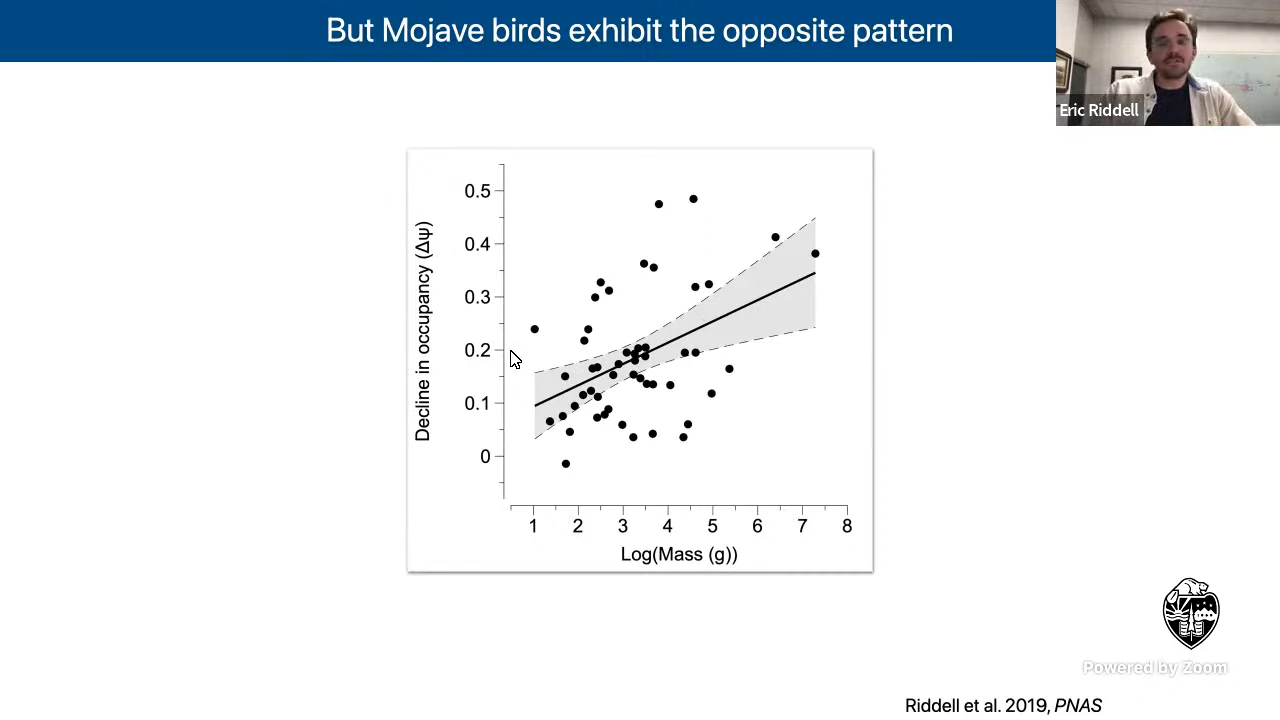 But Mojave birds exhibit the opposite pattern
Eric Riddell
Decline in occupancy (Δψ)
0.5
0.4
0.3
0.2
0.1
0
1 2 3 4 5 6 7 8
Log(Mass (g))
Powered by Zoom
Riddell et al. 2019, PNAS